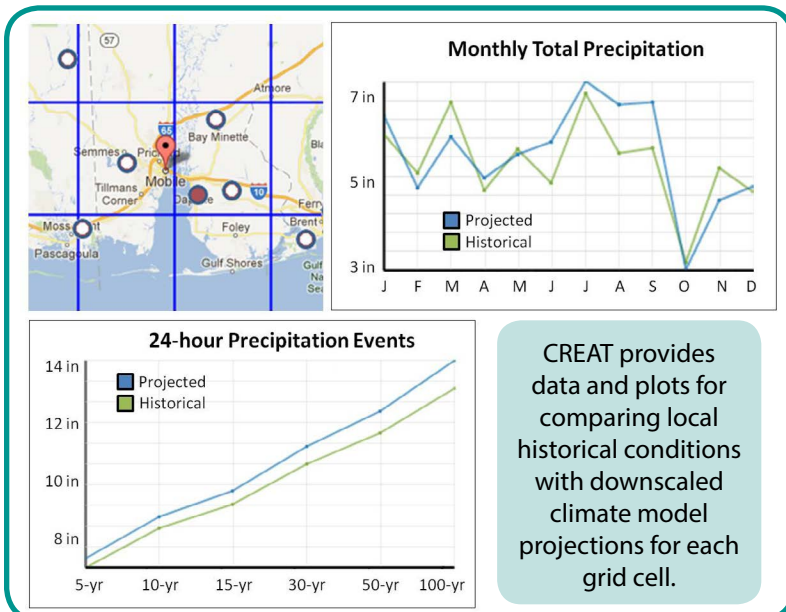 57
Atmore
65
Bay Minette
Semmes
Mobile
Tillmans
Corner
10
Foley
Moss
Pascagoula
Gulf Shores
Monthly Total Precipitation
7 in
5 in
3 in
Projected
Historical
J F M A M J J A S O N D
24-hour Precipitation Events
14 in
12 in
10 in
8 in
Projected
Historical
5-yr 10-yr 15-yr 30-yr 50-yr 100-yr
CREAT provides
data and plots for
comparing local
historical conditions
with downscaled
climate model
projections for each
grid cell.